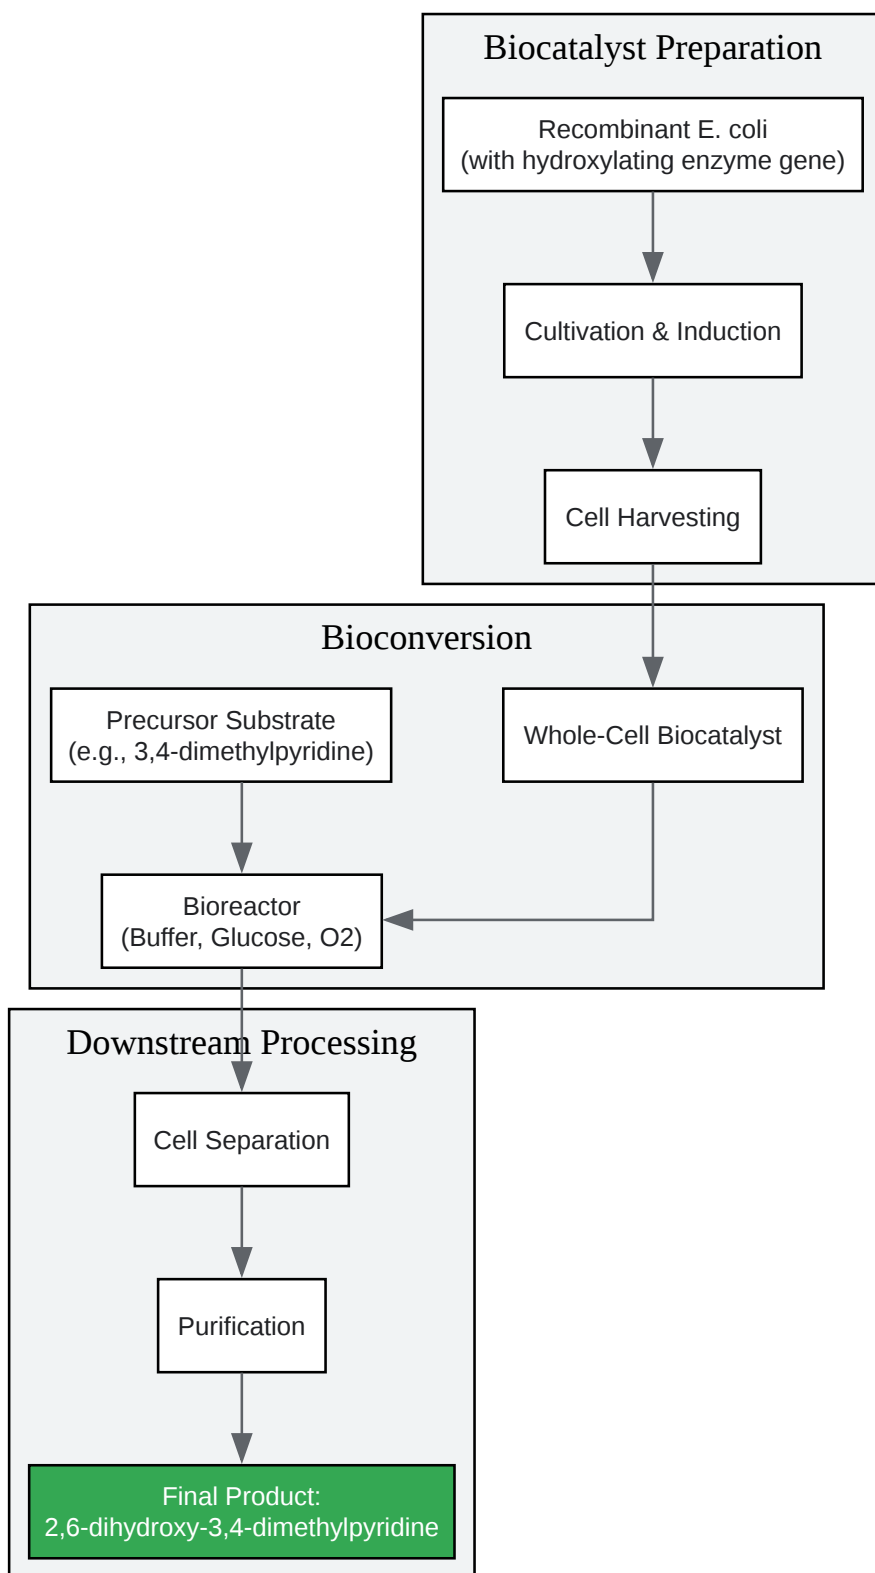 Biocatalyst Preparation
Recombinant E. coli
(with hydroxylating enzyme gene)
Cultivation & Induction
Cell Harvesting
Bioconversion
Precursor Substrate
(e.g., 3,4-dimethylpyridine)
Whole-Cell Biocatalyst
Bioreactor
(Buffer, Glucose, O2)
Downstream Processing
Cell Separation
Purification
Final Product:
2,6-dihydroxy-3,4-dimethylpyridine